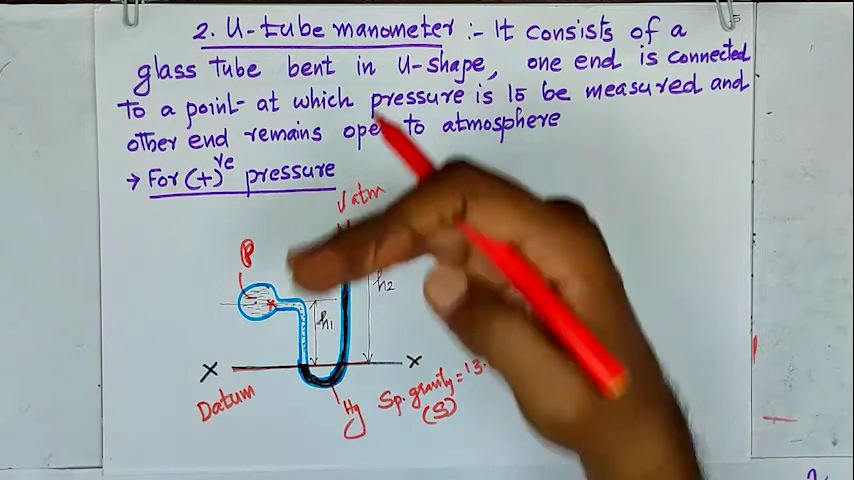 2. U-tube manometer :- It consists of a
glass tube bent in U-shape, one end is connected
to a point at which pressure is to be measured and
other end remains open to atmosphere
→ For (+)ve pressure
atm
P
h2
h1
X X
Datum
Hg
Sp. gravity = 13.
(S)